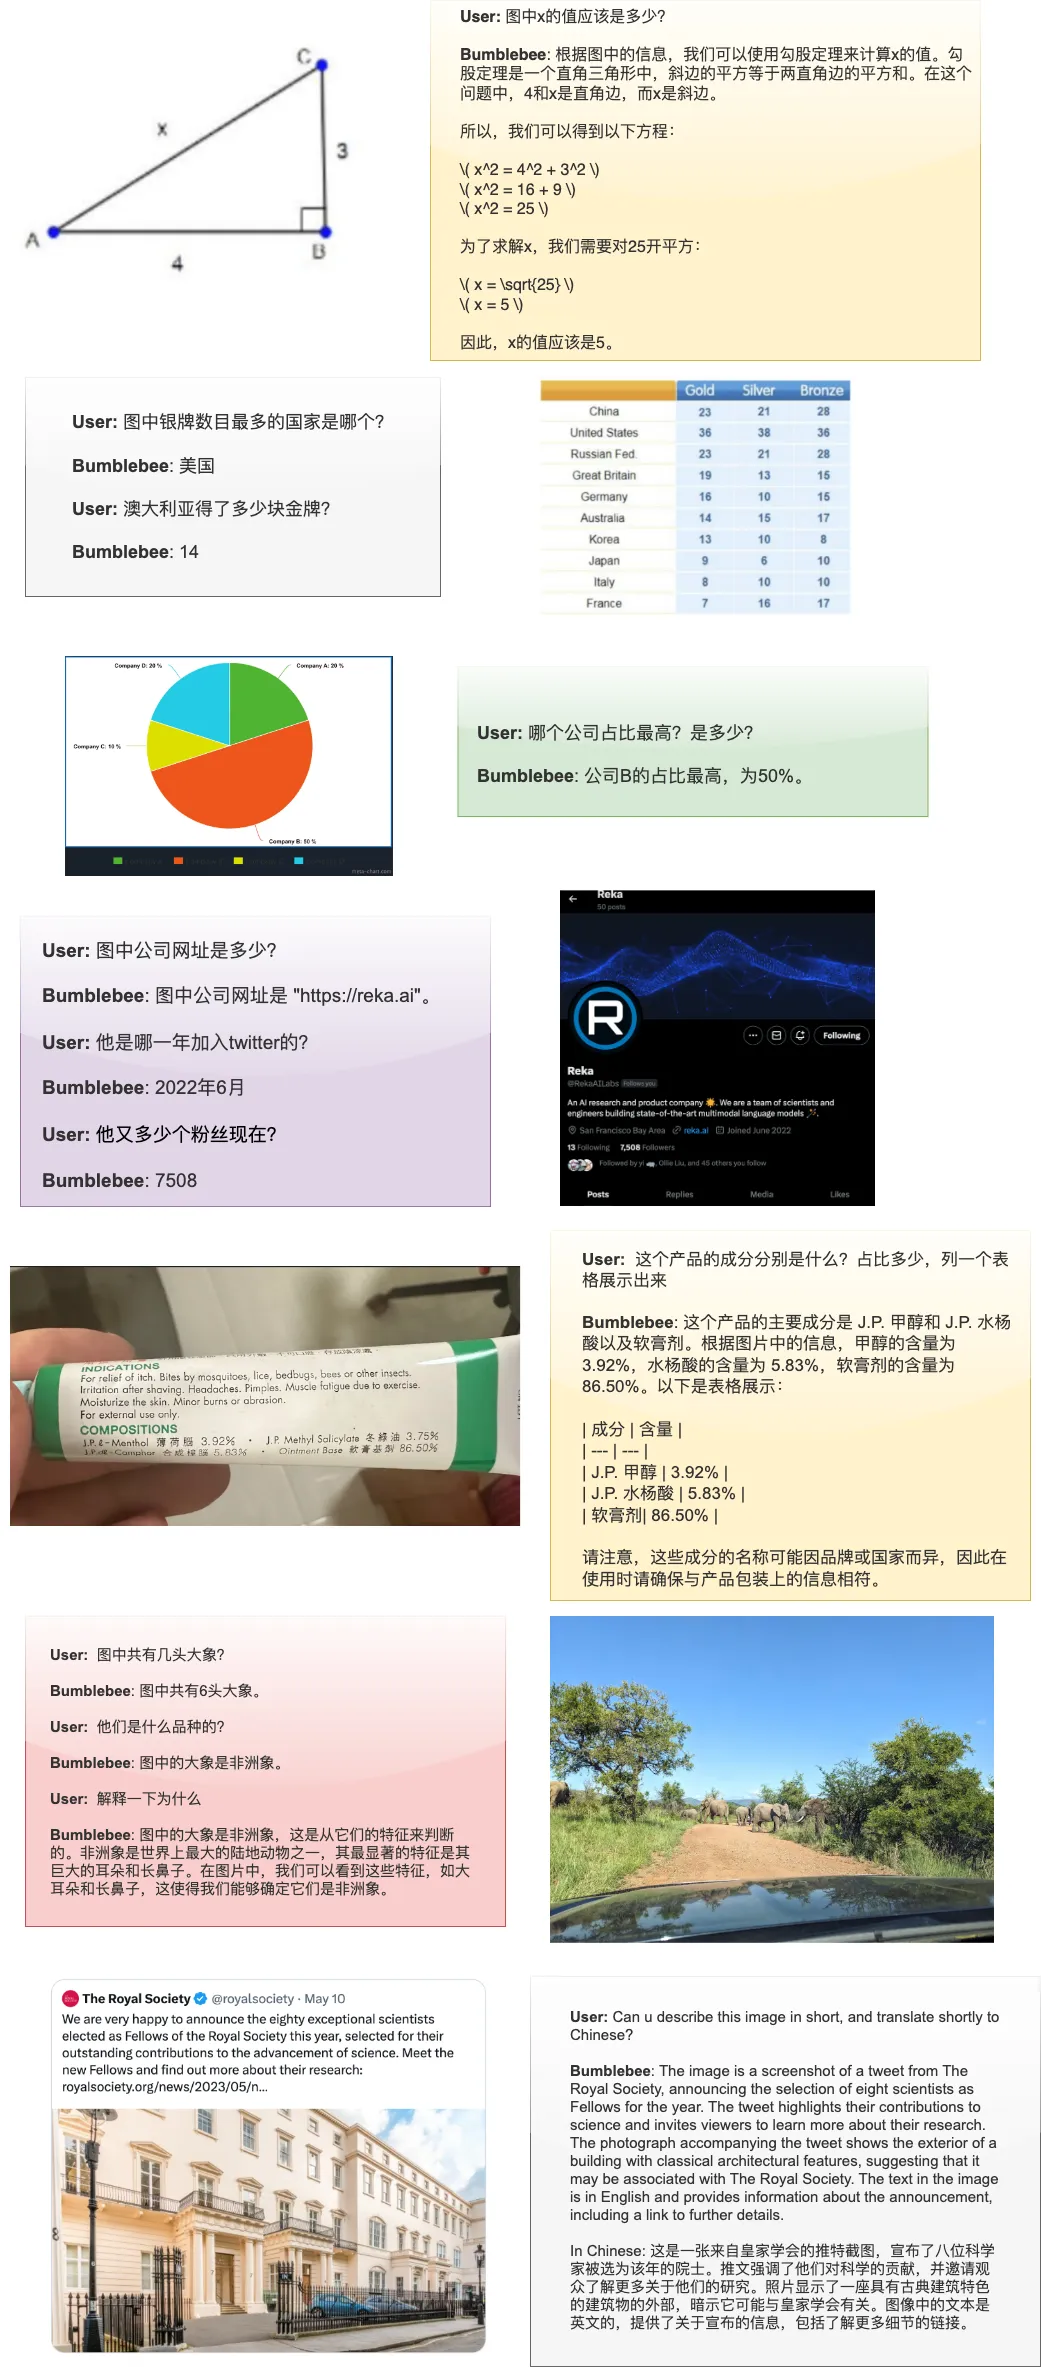 C
x
3
A
4
B
User: 图中x的值应该是多少?
Bumblebee: 根据图中的信息，我们可以使用勾股定理来计算x的值。勾
股定理是一个直角三角形中，斜边的平方等于两直角边的平方和。在这个
问题中，4和x是直角边，而x是斜边。
所以，我们可以得到以下方程：
\( x^2 = 4^2 + 3^2 \)
\( x^2 = 16 + 9 \)
\( x^2 = 25 \)
为了求解x，我们需要对25开平方：
\( x = \sqrt{25} \)
\( x = 5 \)
因此，x的值应该是5。
User: 图中银牌数目最多的国家是哪个?
Bumblebee: 美国
User: 澳大利亚得了多少块金牌?
Bumblebee: 14
Gold Silver Bronze
China 23 21 28
United States 36 38 36
Russian Fed. 23 21 28
Great Britain 19 13 15
Germany 16 10 15
Australia 14 15 17
Korea 13 10 8
Japan 9 6 10
Italy 8 10 10
France 7 16 17
Company D: 20 %
Company A: 20 %
Company C: 10 %
Company B: 50 %
User: 哪个公司占比最高？是多少?
Bumblebee: 公司B的占比最高，为50%。
User: 图中公司网址是多少?
Bumblebee: 图中公司网址是 "https://reka.ai"。
User: 他是哪一年加入twitter的?
Bumblebee: 2022年6月
User: 他又多少个粉丝现在?
Bumblebee: 7508
Reka
50 posts
R
Following
Reka
@RekaAILabs Follows you
An AI research and product company. We are a team of scientists and
engineers building state-of-the-art multimodal language models
San Francisco Bay Area reka.ai Joined June 2022
13 Following 7,508 Followers
Followed by yi, Ollie Liu, and 45 others you follow
Posts Replies Media Likes
INDICATIONS
For relief of itch. Bites by mosquitoes, lice, bedbugs, bees or other insects.
Irritation after shaving. Headaches. Pimples. Muscle fatigue due to exercise.
Moisturize the skin. Minor burns or abrasion.
For external use only.
COMPOSITIONS
J.P. ℓ-Menthol 薄荷腦 3.92% • J.P. Methyl Salicylate 冬綠油 3.75%
J.P. dl-Camphor 合成樟腦 5.83% • Ointment Base 軟膏基劑 86.50%
User: 这个产品的成分分别是什么？占比多少，列一个表
格展示出来
Bumblebee: 这个产品的主要成分是 J.P. 甲醇和 J.P. 水杨
酸以及软膏剂。根据图片中的信息，甲醇的含量为
3.92%，水杨酸的含量为 5.83%，软膏剂的含量为
86.50%。以下是表格展示：
| 成分 | 含量 |
| --- | --- |
| J.P. 甲醇 | 3.92% |
| J.P. 水杨酸 | 5.83% |
| 软膏剂| 86.50% |
请注意，这些成分的名称可能因品牌或国家而异，因此在
使用时请确保与产品包装上的信息相符。
User: 图中共有几头大象?
Bumblebee: 图中共有6头大象。
User: 他们是什么品种的?
Bumblebee: 图中的大象是非洲象。
User: 解释一下为什么
Bumblebee: 图中的大象是非洲象，这是从它们的特征来判断
的。非洲象是世界上最大的陆地动物之一，其最显著的特征是其
巨大的耳朵和长鼻子。在图片中，我们可以看到这些特征，如大
耳朵和长鼻子，这使得我们能够确定它们是非洲象。
The Royal Society @royalsociety · May 10
We are very happy to announce the eighty exceptional scientists
elected as Fellows of the Royal Society this year, selected for their
outstanding contributions to the advancement of science. Meet the
new Fellows and find out more about their research:
royalsociety.org/news/2023/05/n...
User: Can u describe this image in short, and translate shortly to
Chinese?
Bumblebee: The image is a screenshot of a tweet from The
Royal Society, announcing the selection of eight scientists as
Fellows for the year. The tweet highlights their contributions to
science and invites viewers to learn more about their research.
The photograph accompanying the tweet shows the exterior of a
building with classical architectural features, suggesting that it
may be associated with The Royal Society. The text in the image
is in English and provides information about the announcement,
including a link to further details.
In Chinese: 这是一张来自皇家学会的推特截图，宣布了八位科学
家被选为该年的院士。推文强调了他们对科学的贡献，并邀请观
众了解更多关于他们的研究。照片显示了一座具有古典建筑特色
的建筑物的外部，暗示它可能与皇家学会有关。图像中的文本是
英文的，提供了关于宣布的信息，包括了解更多细节的链接。